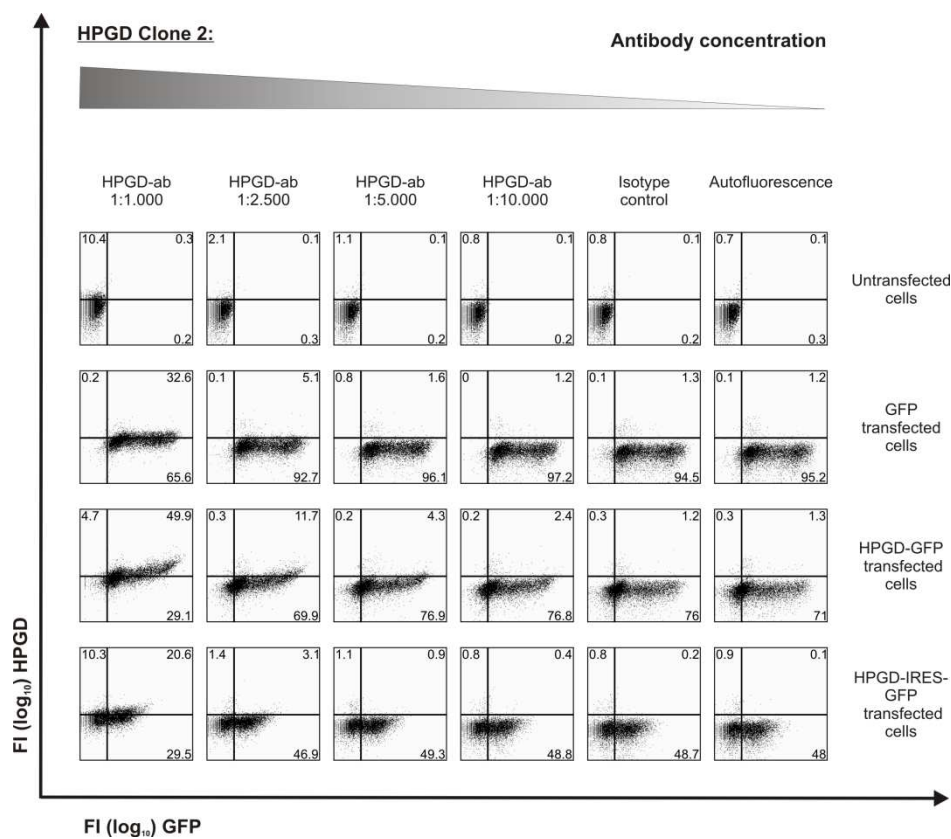 HPGD Clone 2:
Antibody concentration
HPGD-ab
1:1.000
HPGD-ab
1:2.500
HPGD-ab
1:5.000
HPGD-ab
1:10.000
Isotype
control
Autofluorescence
10.4 0.3
0.2
2.1 0.1
0.3
1.1 0.1
0.2
0.8 0.1
0.2
0.8 0.1
0.2
0.7 0.1
0.3
Untransfected
cells
0.2 32.6
65.6
0.1 5.1
92.7
0.8 1.6
96.1
0 1.2
97.2
0.1 1.3
94.5
0.1 1.2
95.2
GFP
transfected
cells
4.7 49.9
29.1
0.3 11.7
69.9
0.2 4.3
76.9
0.2 2.4
76.8
0.3 1.2
76
0.3 1.3
71
HPGD-GFP
transfected
cells
10.3 20.6
29.5
1.4 3.1
46.9
1.1 0.9
49.3
0.8 0.4
48.8
0.8 0.2
48.7
0.9 0.1
48
HPGD-IRES-
GFP
transfected
cells
FI (log₁₀) HPGD
FI (log₁₀) GFP